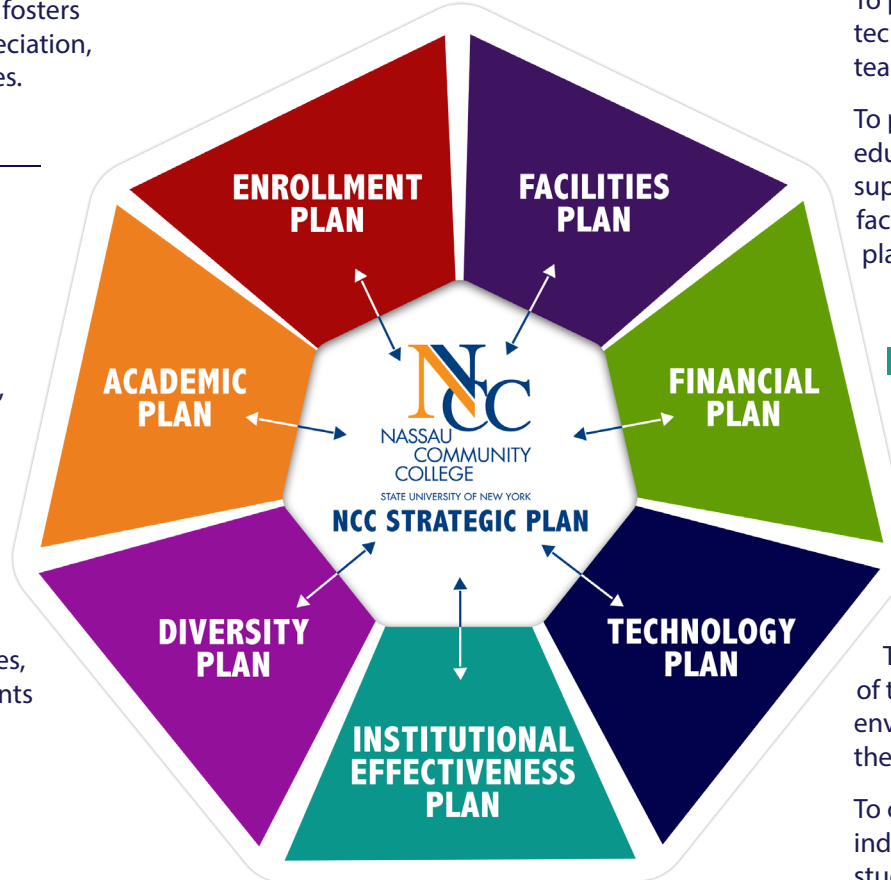 fosters
eciation,
es.
To p
tec
tea
To p
edu
sup
fac
pla
ENROLLMENT
PLAN
FACILITIES
PLAN
ACADEMIC
PLAN
,
FINANCIAL
PLAN
NCC
NASSAU
COMMUNITY
COLLEGE
STATE UNIVERSITY OF NEW YORK
NCC STRATEGIC PLAN
DIVERSITY
PLAN
TECHNOLOGY
PLAN
INSTITUTIONAL
EFFECTIVENESS
PLAN
es,
nts
T
of t
env
the
To c
ind
stu